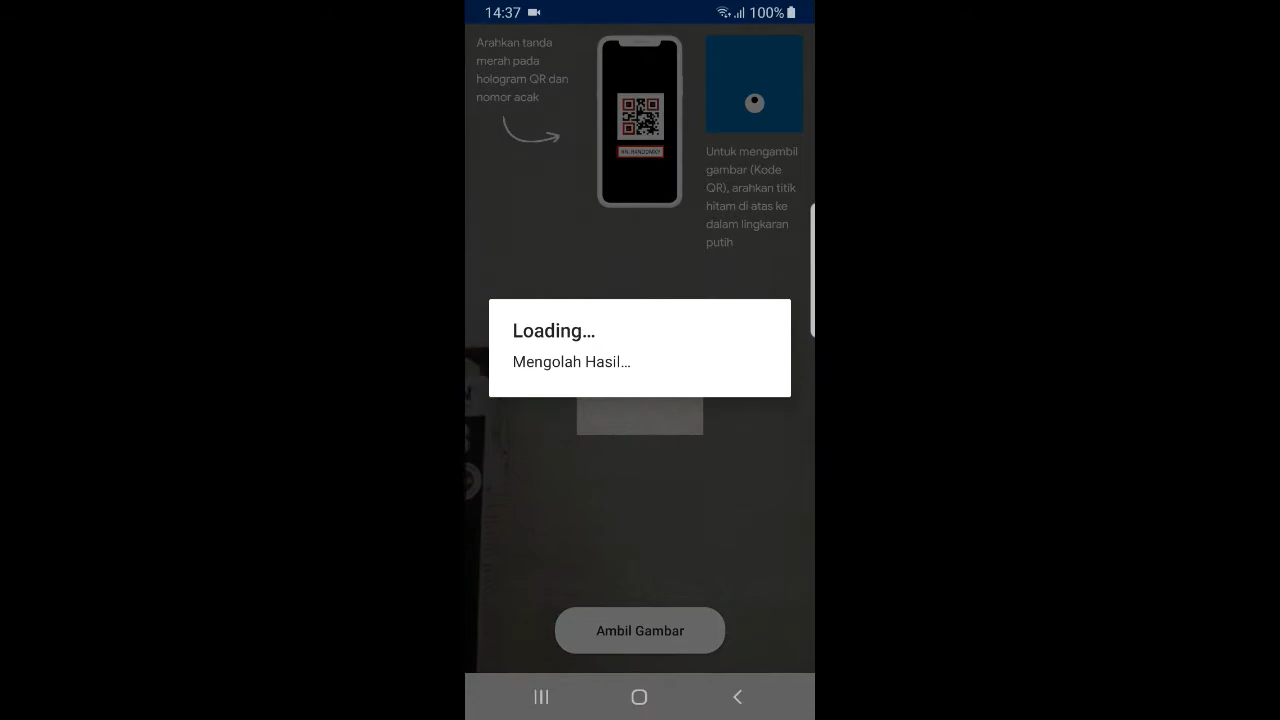 14:37
100%
Arahkan tanda
merah pada
hologram QR dan
nomor acak
Untuk mengambil
gambar (Kode
QR), arahkan titik
hitam di atas ke
dalam lingkaran
putih
Loading...
Mengolah Hasil...
Ambil Gambar